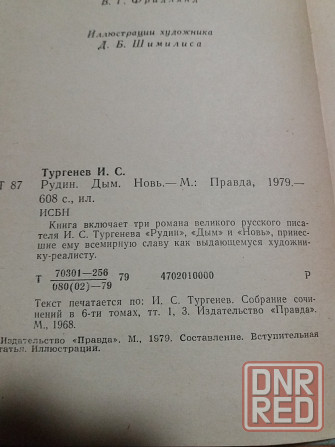 В. Г. Фридлянд
Иллюстрации художника
Д. Б. Шимилиса
Тургенев И. С.
Т 87 Рудин. Дым. Новь.— М.: Правда, 1979.—
608 с., ил.
ИСБН
Книга включает три романа великого русского писа-
теля И. С. Тургенева «Рудин», «Дым» и «Новь», принес-
шие ему всемирную славу как выдающемуся художни-
ку-реалисту.
Т 70301—256 / 080(02)—79 79 4702010000 Р
Текст печатается по: И. С. Тургенев. Собрание сочи-
нений в 6-ти томах, тт. 1, 3. Издательство «Правда».
М., 1968.
Издательство «Правда». М., 1979. Составление. Вступительная
статья. Иллюстрации.
DNR
RED